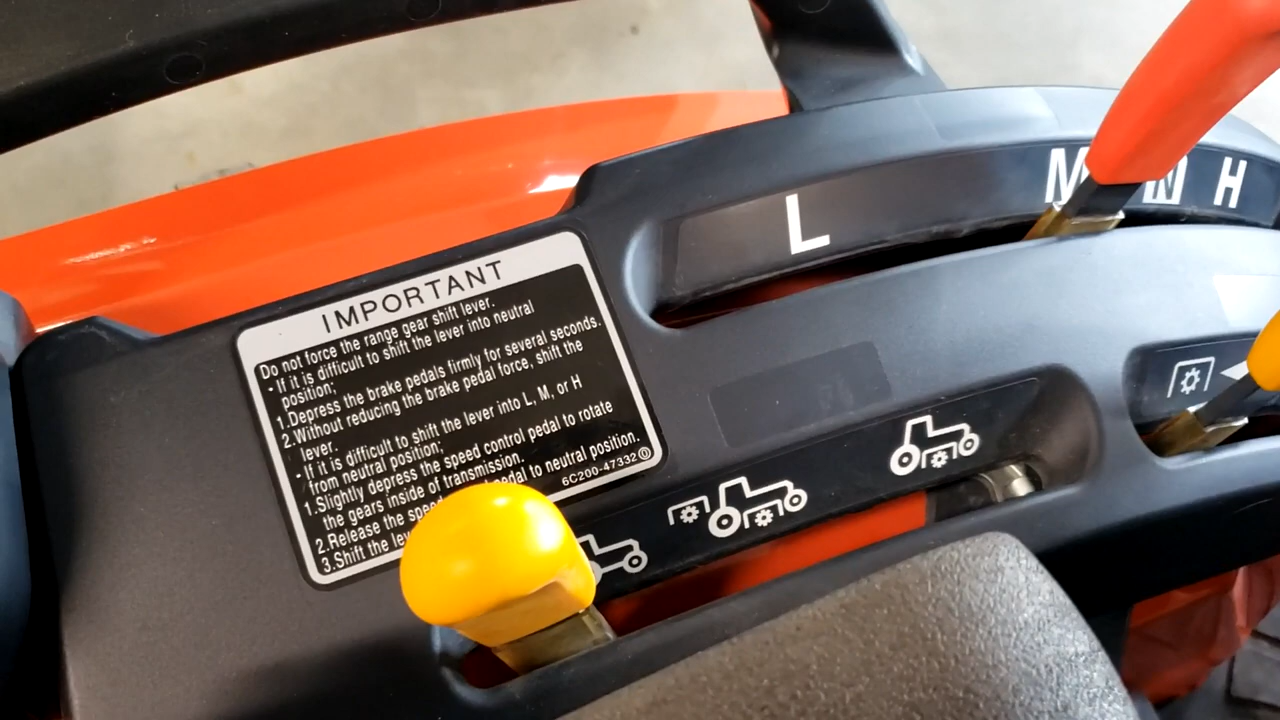 L
M
N
H
IMPORTANT
Do not force the range gear shift lever.
- If it is difficult to shift the lever into neutral
position;
1.Depress the brake pedals firmly for several seconds.
2.Without reducing the brake pedal force, shift the
lever.
- If it is difficult to shift the lever into L, M, or H
from neutral position;
1.Slightly depress the speed control pedal to rotate
the gears inside of transmission.
2.Release the pedal to neutral position.
3.Shift the
6C200-47332